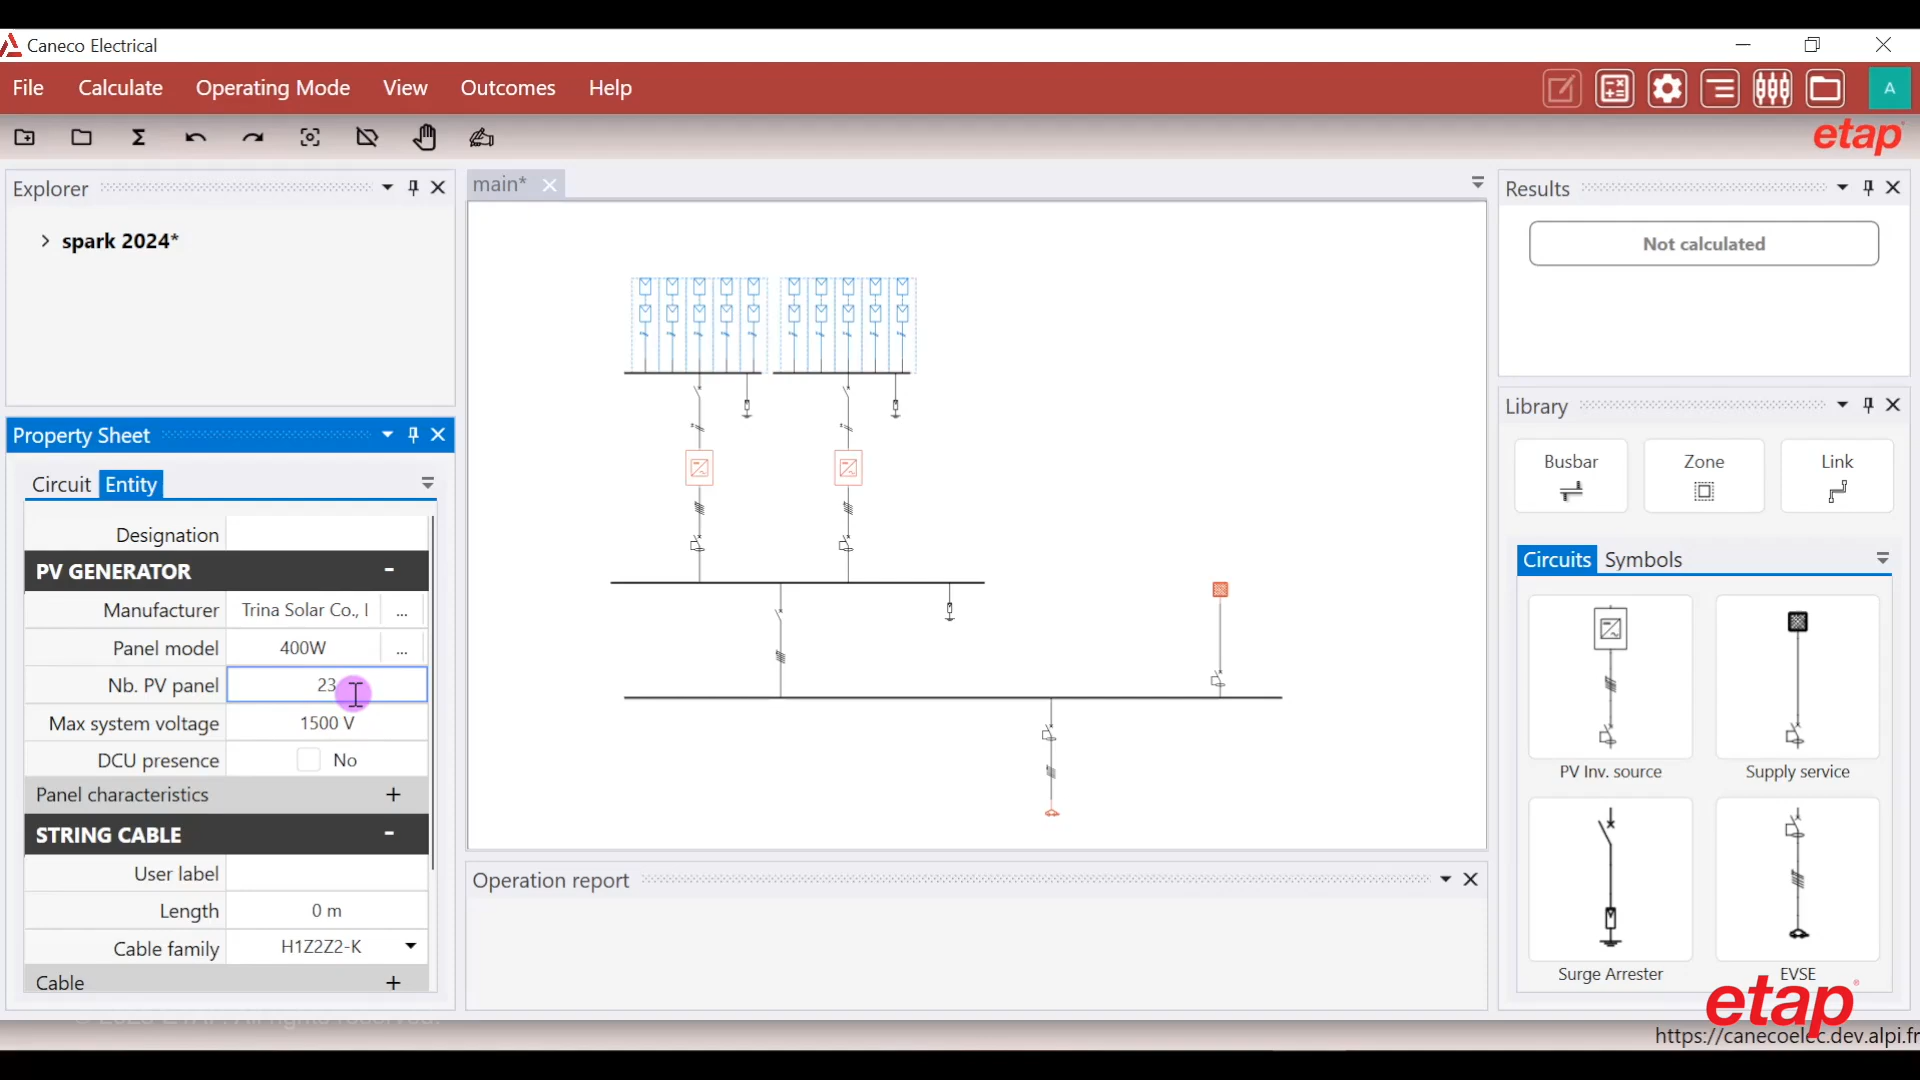 Caneco Electrical
File Calculate Operating Mode View Outcomes Help
A
etap
Explorer
main*
Results
spark 2024*
Not calculated
Property Sheet
Library
Circuit Entity
Busbar Zone Link
Designation
PV GENERATOR -
Manufacturer Trina Solar Co., l ...
Panel model 400W ...
Nb. PV panel 23
Max system voltage 1500 V
DCU presence No
Panel characteristics +
STRING CABLE -
User label
Length 0 m
Cable family H1Z2Z2-K
Cable +
Circuits Symbols
PV Inv. source Supply service
Surge Arrester EVSE
Operation report
etap
https://canecoelec.dev.alpi.fr